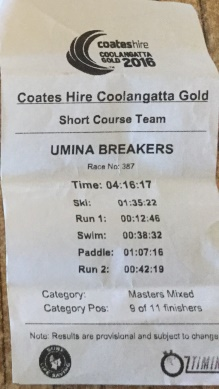 coateshire
COOLANGATTA
GOLD 2016
Coates Hire Coolangatta Gold
Short Course Team
UMINA BREAKERS
Race No: 387
Time: 04:16:17
Ski: 01:35:22
Run 1: 00:12:46
Swim: 00:38:32
Paddle: 01:07:16
Run 2: 00:42:19
Category: Masters Mixed
Category Pos: 9 of 11 finishers
Note: Results are provisional and subject to change